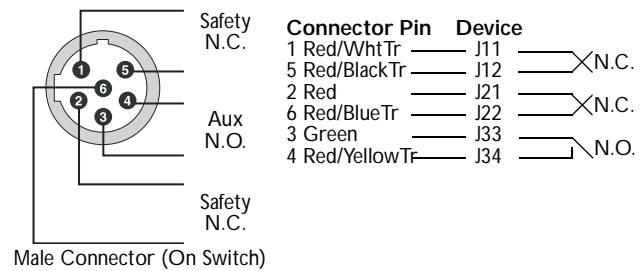 Safety
N.C.
1
5
6
2
4
3
Aux
N.O.
Safety
N.C.
Male Connector (On Switch)
Connector Pin Device
1 Red/WhtTr J11
5 Red/BlackTr J12
N.C.
2 Red J21
6 Red/BlueTr J22
N.C.
3 Green J33
4 Red/YellowTr J34
N.O.